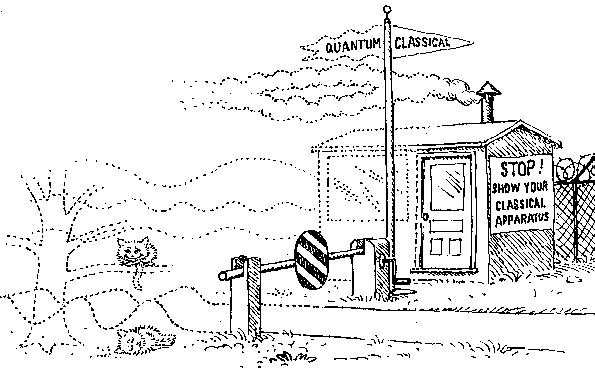 QUANTUM CLASSICAL
STOP!
SHOW YOUR
CLASSICAL
APPARATUS